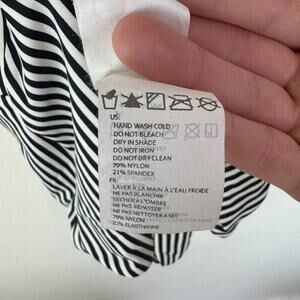 US:
HAND WASH COLD
DO NOT BLEACH
DRY IN SHADE
DO NOT IRON
DO NOT DRY CLEAN
79% NYLON
21% SPANDEX
FR:
LAVER À LA MAIN À L'EAU FROIDE
NE PAS BLANCHIR
SÉCHER A L'OMBRE
NE PAS REPASSER
NE PAS NETTOYER A SEC
79% NYLON
21% ELASTHANNE